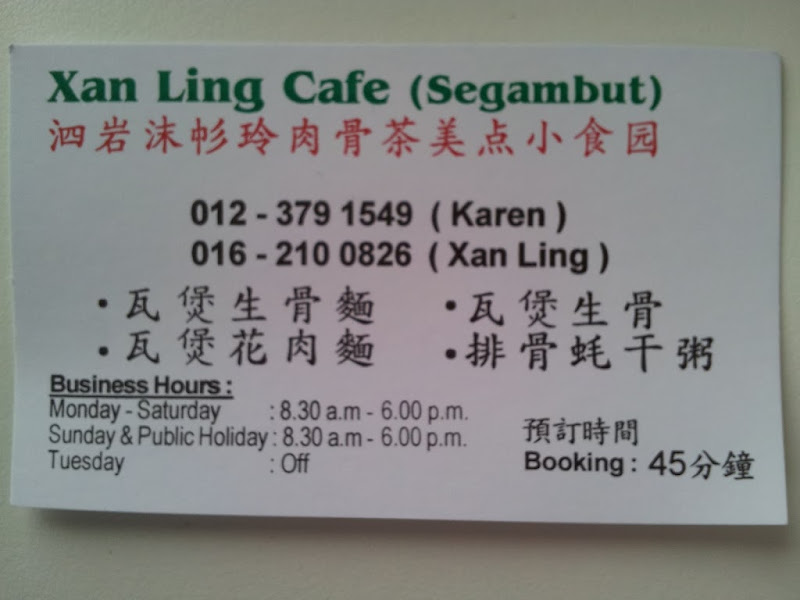 Xan Ling Cafe (Segambut)
泗岩沫杉玲肉骨茶美点小食园
012 - 379 1549 ( Karen )
016 - 210 0826 ( Xan Ling )
• 瓦煲生骨麵 • 瓦煲生骨
• 瓦煲花肉麵 • 排骨蚝干粥
Business Hours :
Monday - Saturday : 8.30 a.m - 6.00 p.m.
Sunday & Public Holiday : 8.30 a.m - 6.00 p.m.
Tuesday : Off
預訂時間
Booking : 45分鐘